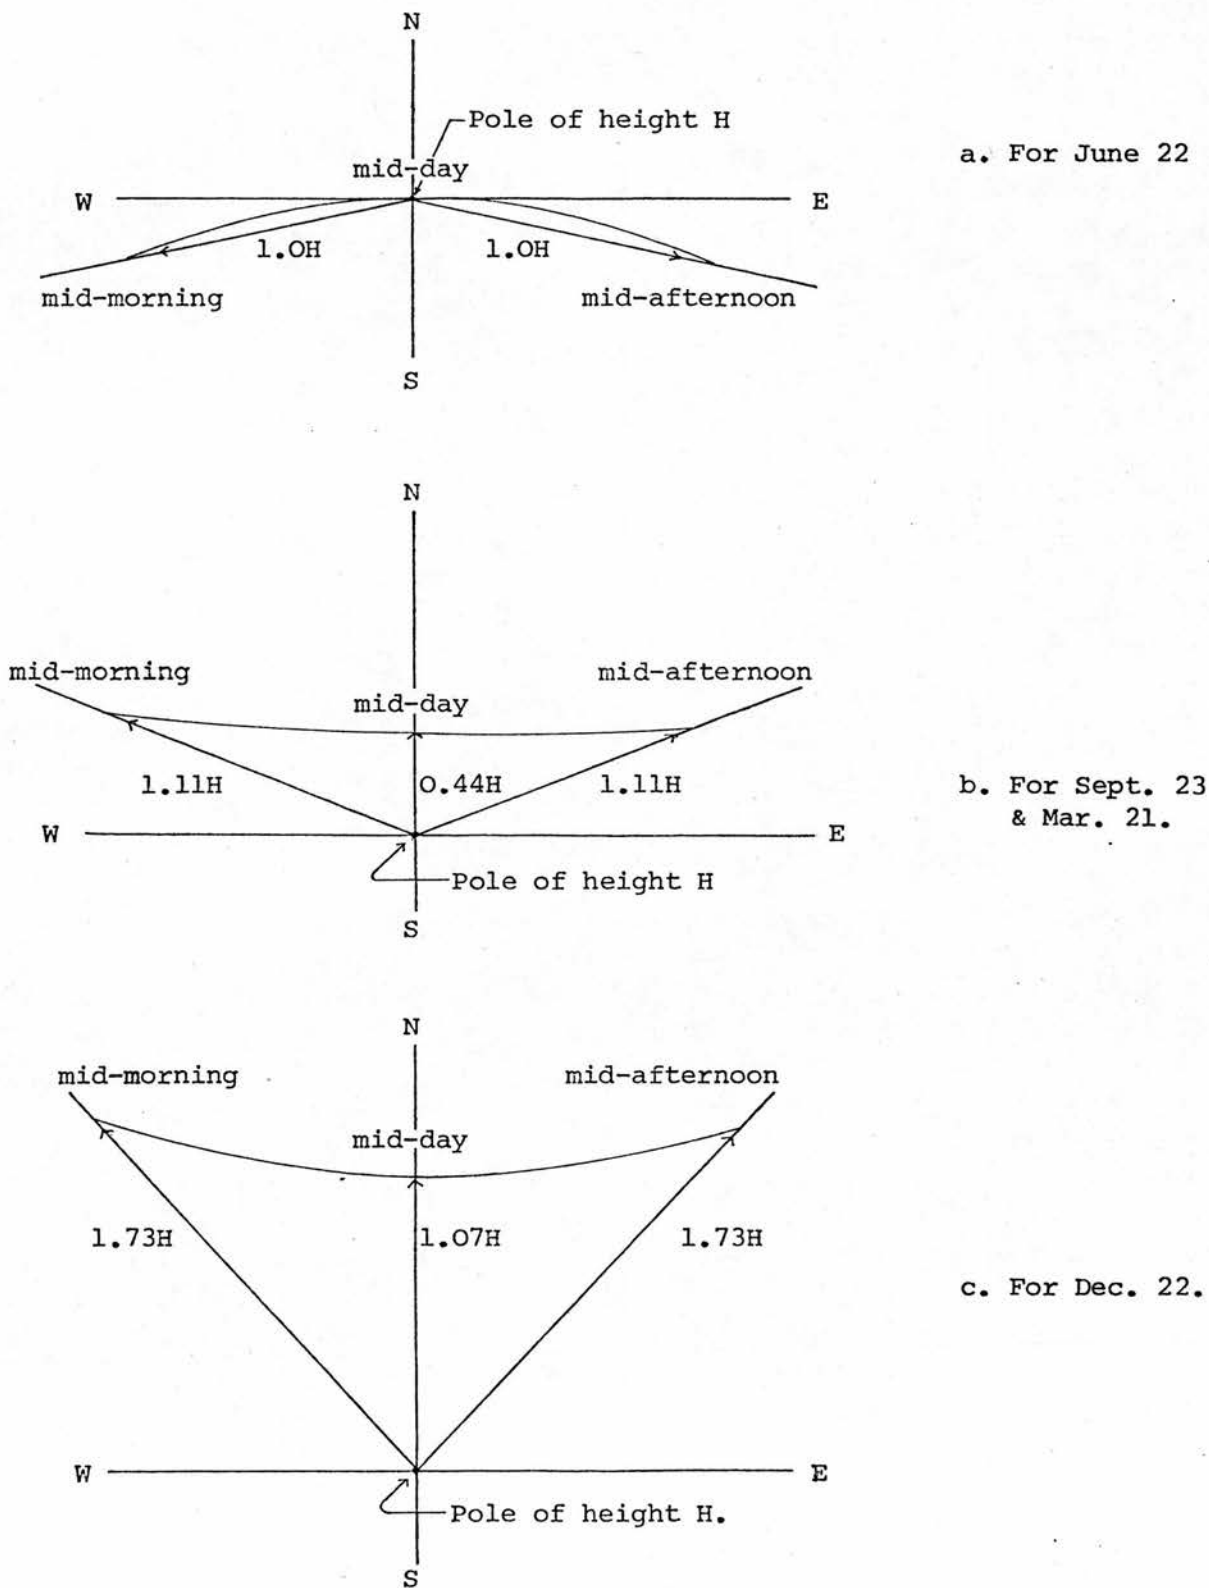 N
Pole of height H
a. For June 22
mid-day
W
E
1.0H
1.0H
mid-morning
mid-afternoon
S
N
mid-morning
mid-afternoon
mid-day
1.11H
0.44H
1.11H
b. For Sept. 23
& Mar. 21.
W
E
Pole of height H
S
N
mid-morning
mid-afternoon
mid-day
1.73H
1.07H
1.73H
c. For Dec. 22.
W
E
Pole of height H.
S